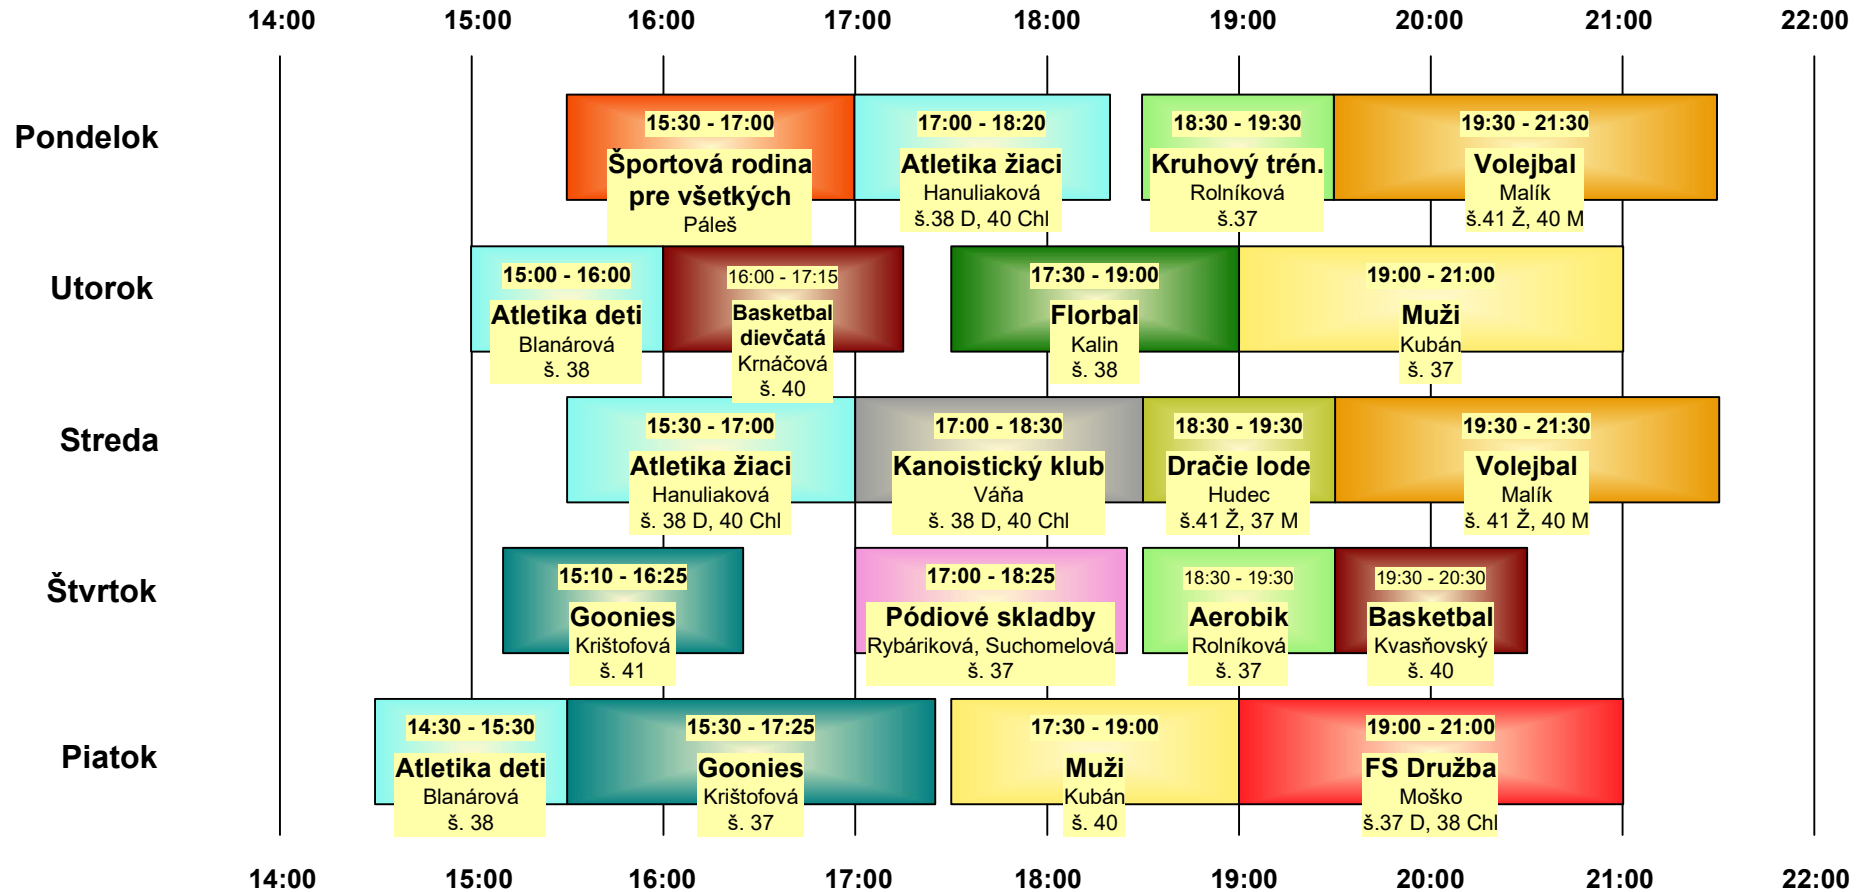 14:00 15:00 16:00 17:00 18:00 19:00 20:00 21:00 22:00
Pondelok
15:30 - 17:00
Športová rodina
pre všetkých
Páleš
17:00 - 18:20
Atletika žiaci
Hanuliaková
š.38 D, 40 Chl
18:30 - 19:30
Kruhový trén.
Rolníková
š.37
19:30 - 21:30
Volejbal
Malík
š.41 Ž, 40 M
Utorok
15:00 - 16:00
Atletika deti
Blanárová
š. 38
16:00 - 17:15
Basketbal
dievčatá
Krnáčová
š. 40
17:30 - 19:00
Florbal
Kalin
š. 38
19:00 - 21:00
Muži
Kubán
š. 37
Streda
15:30 - 17:00
Atletika žiaci
Hanuliaková
š. 38 D, 40 Chl
17:00 - 18:30
Kanoistický klub
Váňa
š. 38 D, 40 Chl
18:30 - 19:30
Dračie lode
Hudec
š.41 Ž, 37 M
19:30 - 21:30
Volejbal
Malík
š. 41 Ž, 40 M
Štvrtok
15:10 - 16:25
Goonies
Krištofová
š. 41
17:00 - 18:25
Pódiové skladby
Rybáriková, Suchomelová
š. 37
18:30 - 19:30
Aerobik
Rolníková
š. 37
19:30 - 20:30
Basketbal
Kvasňovský
š. 40
Piatok
14:30 - 15:30
Atletika deti
Blanárová
š. 38
15:30 - 17:25
Goonies
Krištofová
š. 37
17:30 - 19:00
Muži
Kubán
š. 40
19:00 - 21:00
FS Družba
Moško
š.37 D, 38 Chl
14:00 15:00 16:00 17:00 18:00 19:00 20:00 21:00 22:00